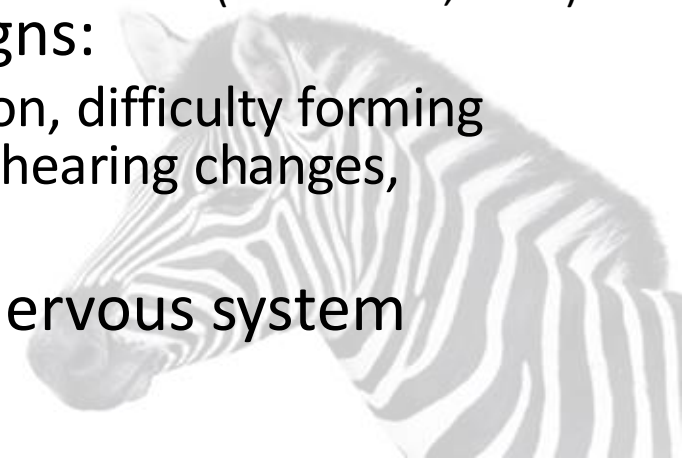 gns:
on, difficulty forming
hearing changes,
ervous system